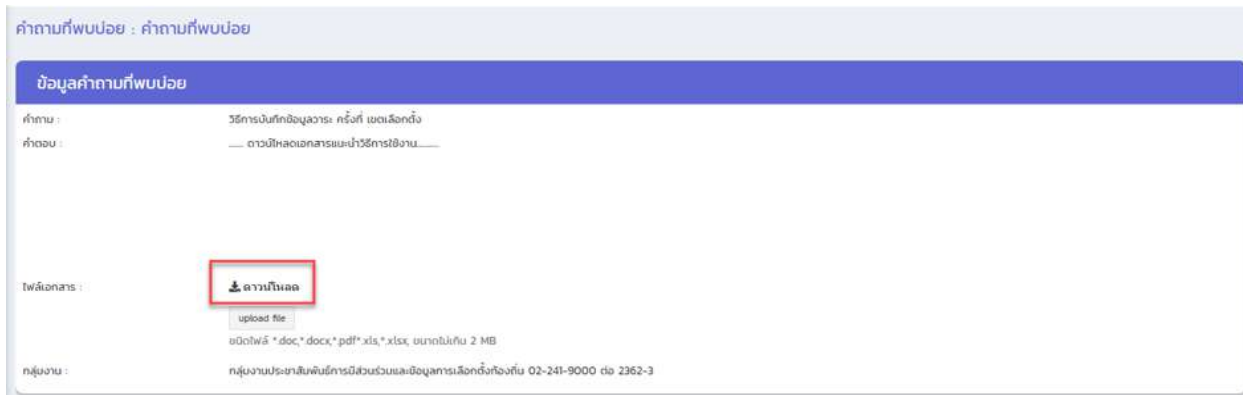 คำถามที่พบบ่อย : คำถามที่พบบ่อย
ข้อมูลคำถามที่พบบ่อย
คำถาม : วิธีการบันทึกข้อมูลวาระ ครั้งที่ เขตเลือกตั้ง
คำตอบ : ...... ดาวน์โหลดเอกสารแนะนำวิธีการใช้งาน.........
ไฟล์เอกสาร : ดาวน์โหลด
upload file
ชนิดไฟล์ *.doc,*.docx,*.pdf*.xls,*.xlsx, ขนาดไม่เกิน 2 MB
กลุ่มงาน : กลุ่มงานประชาสัมพันธ์การมีส่วนร่วมและข้อมูลการเลือกตั้งท้องถิ่น 02-241-9000 ต่อ 2362-3